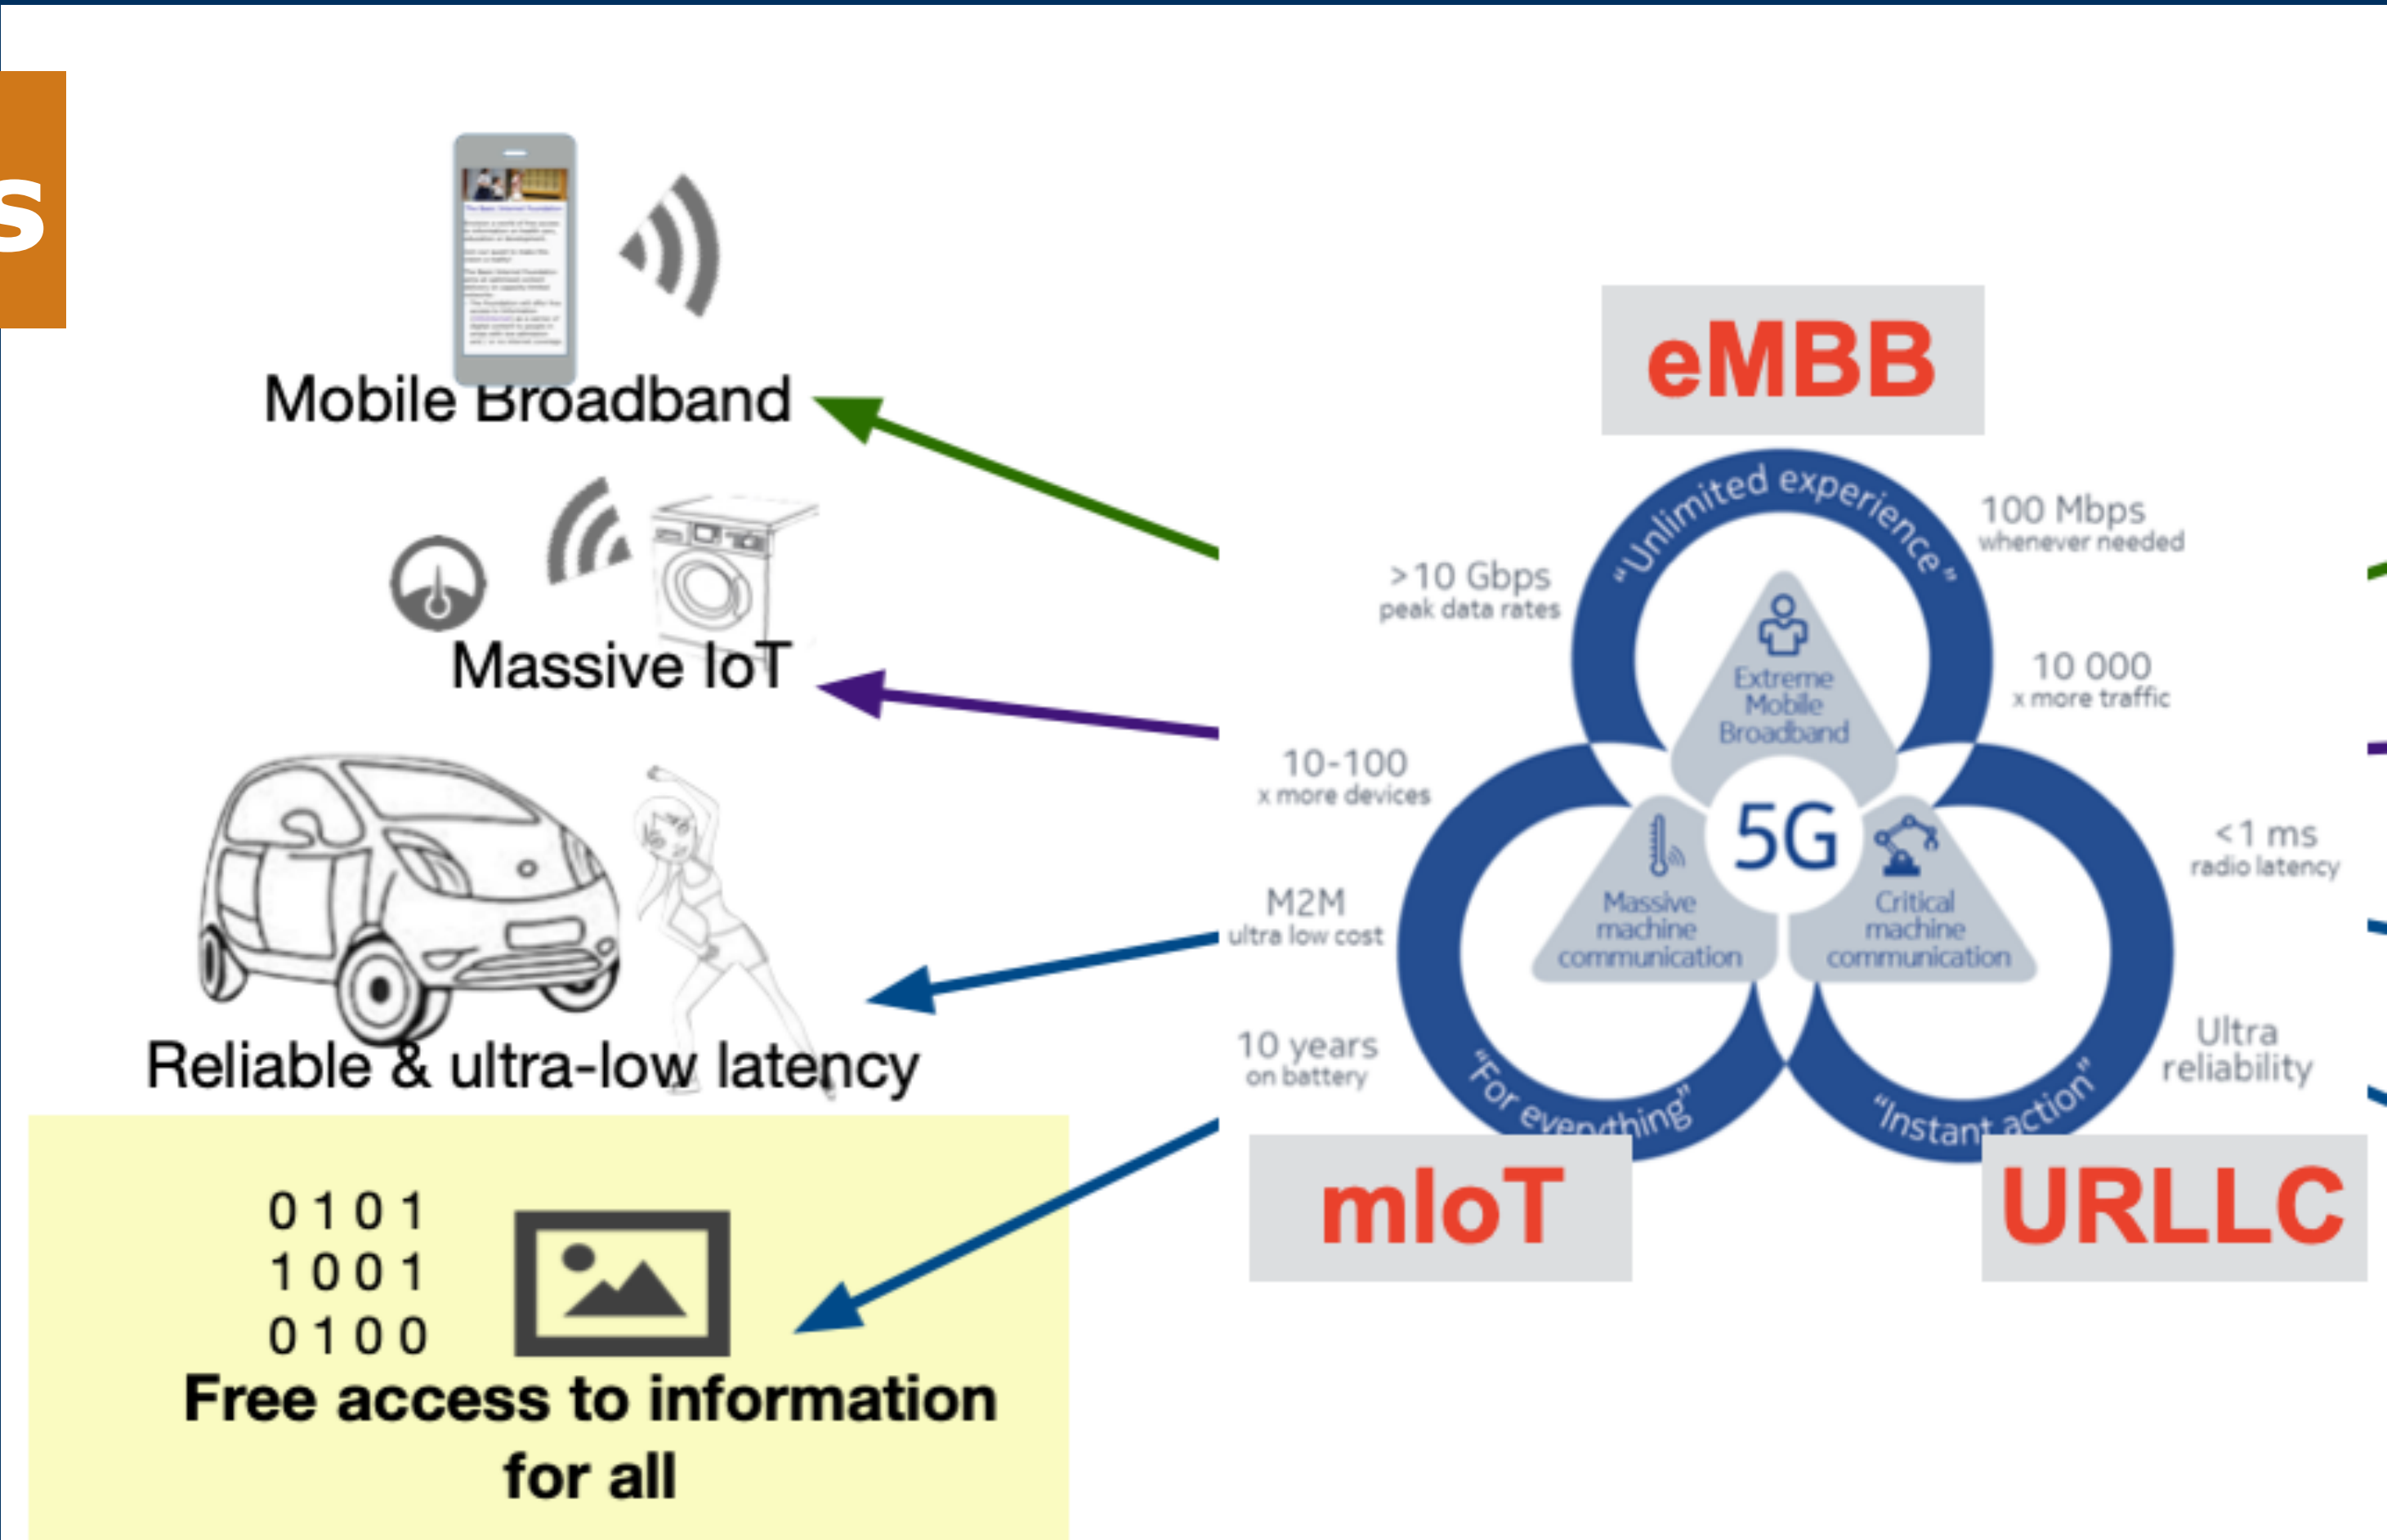 s
The Basic Internet Foundation
Mobile Broadband
Massive IoT
Reliable & ultra-low latency
0 1 0 1
1 0 0 1
0 1 0 0
Free access to information
for all
eMBB
“Unlimited experience”
100 Mbps
whenever needed
>10 Gbps
peak data rates
10 000
x more traffic
Extreme
Mobile
Broadband
10-100
x more devices
5G
<1 ms
radio latency
M2M
ultra low cost
Massive
machine
communication
Critical
machine
communication
10 years
on battery
Ultra
reliability
“For everything”
“Instant action”
mIoT
URLLC